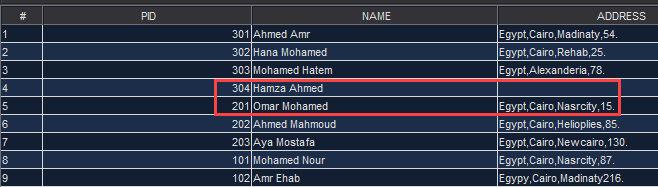 # PID NAME ADDRESS
1 301 Ahmed Amr Egypt,Cairo,Madinaty,54.
2 302 Hana Mohamed Egypt,Cairo,Rehab,25.
3 303 Mohamed Hatem Egypt,Alexanderia,78.
4 304 Hamza Ahmed
5 201 Omar Mohamed Egypt,Cairo,Nasrcity,15.
6 202 Ahmed Mahmoud Egypt,Cairo,Helioplies,85.
7 203 Aya Mostafa Egypt,Cairo,Newcairo,130.
8 101 Mohamed Nour Egypt,Cairo,Nasrcity,87.
9 102 Amr Ehab Egypy,Cairo,Madinaty216.